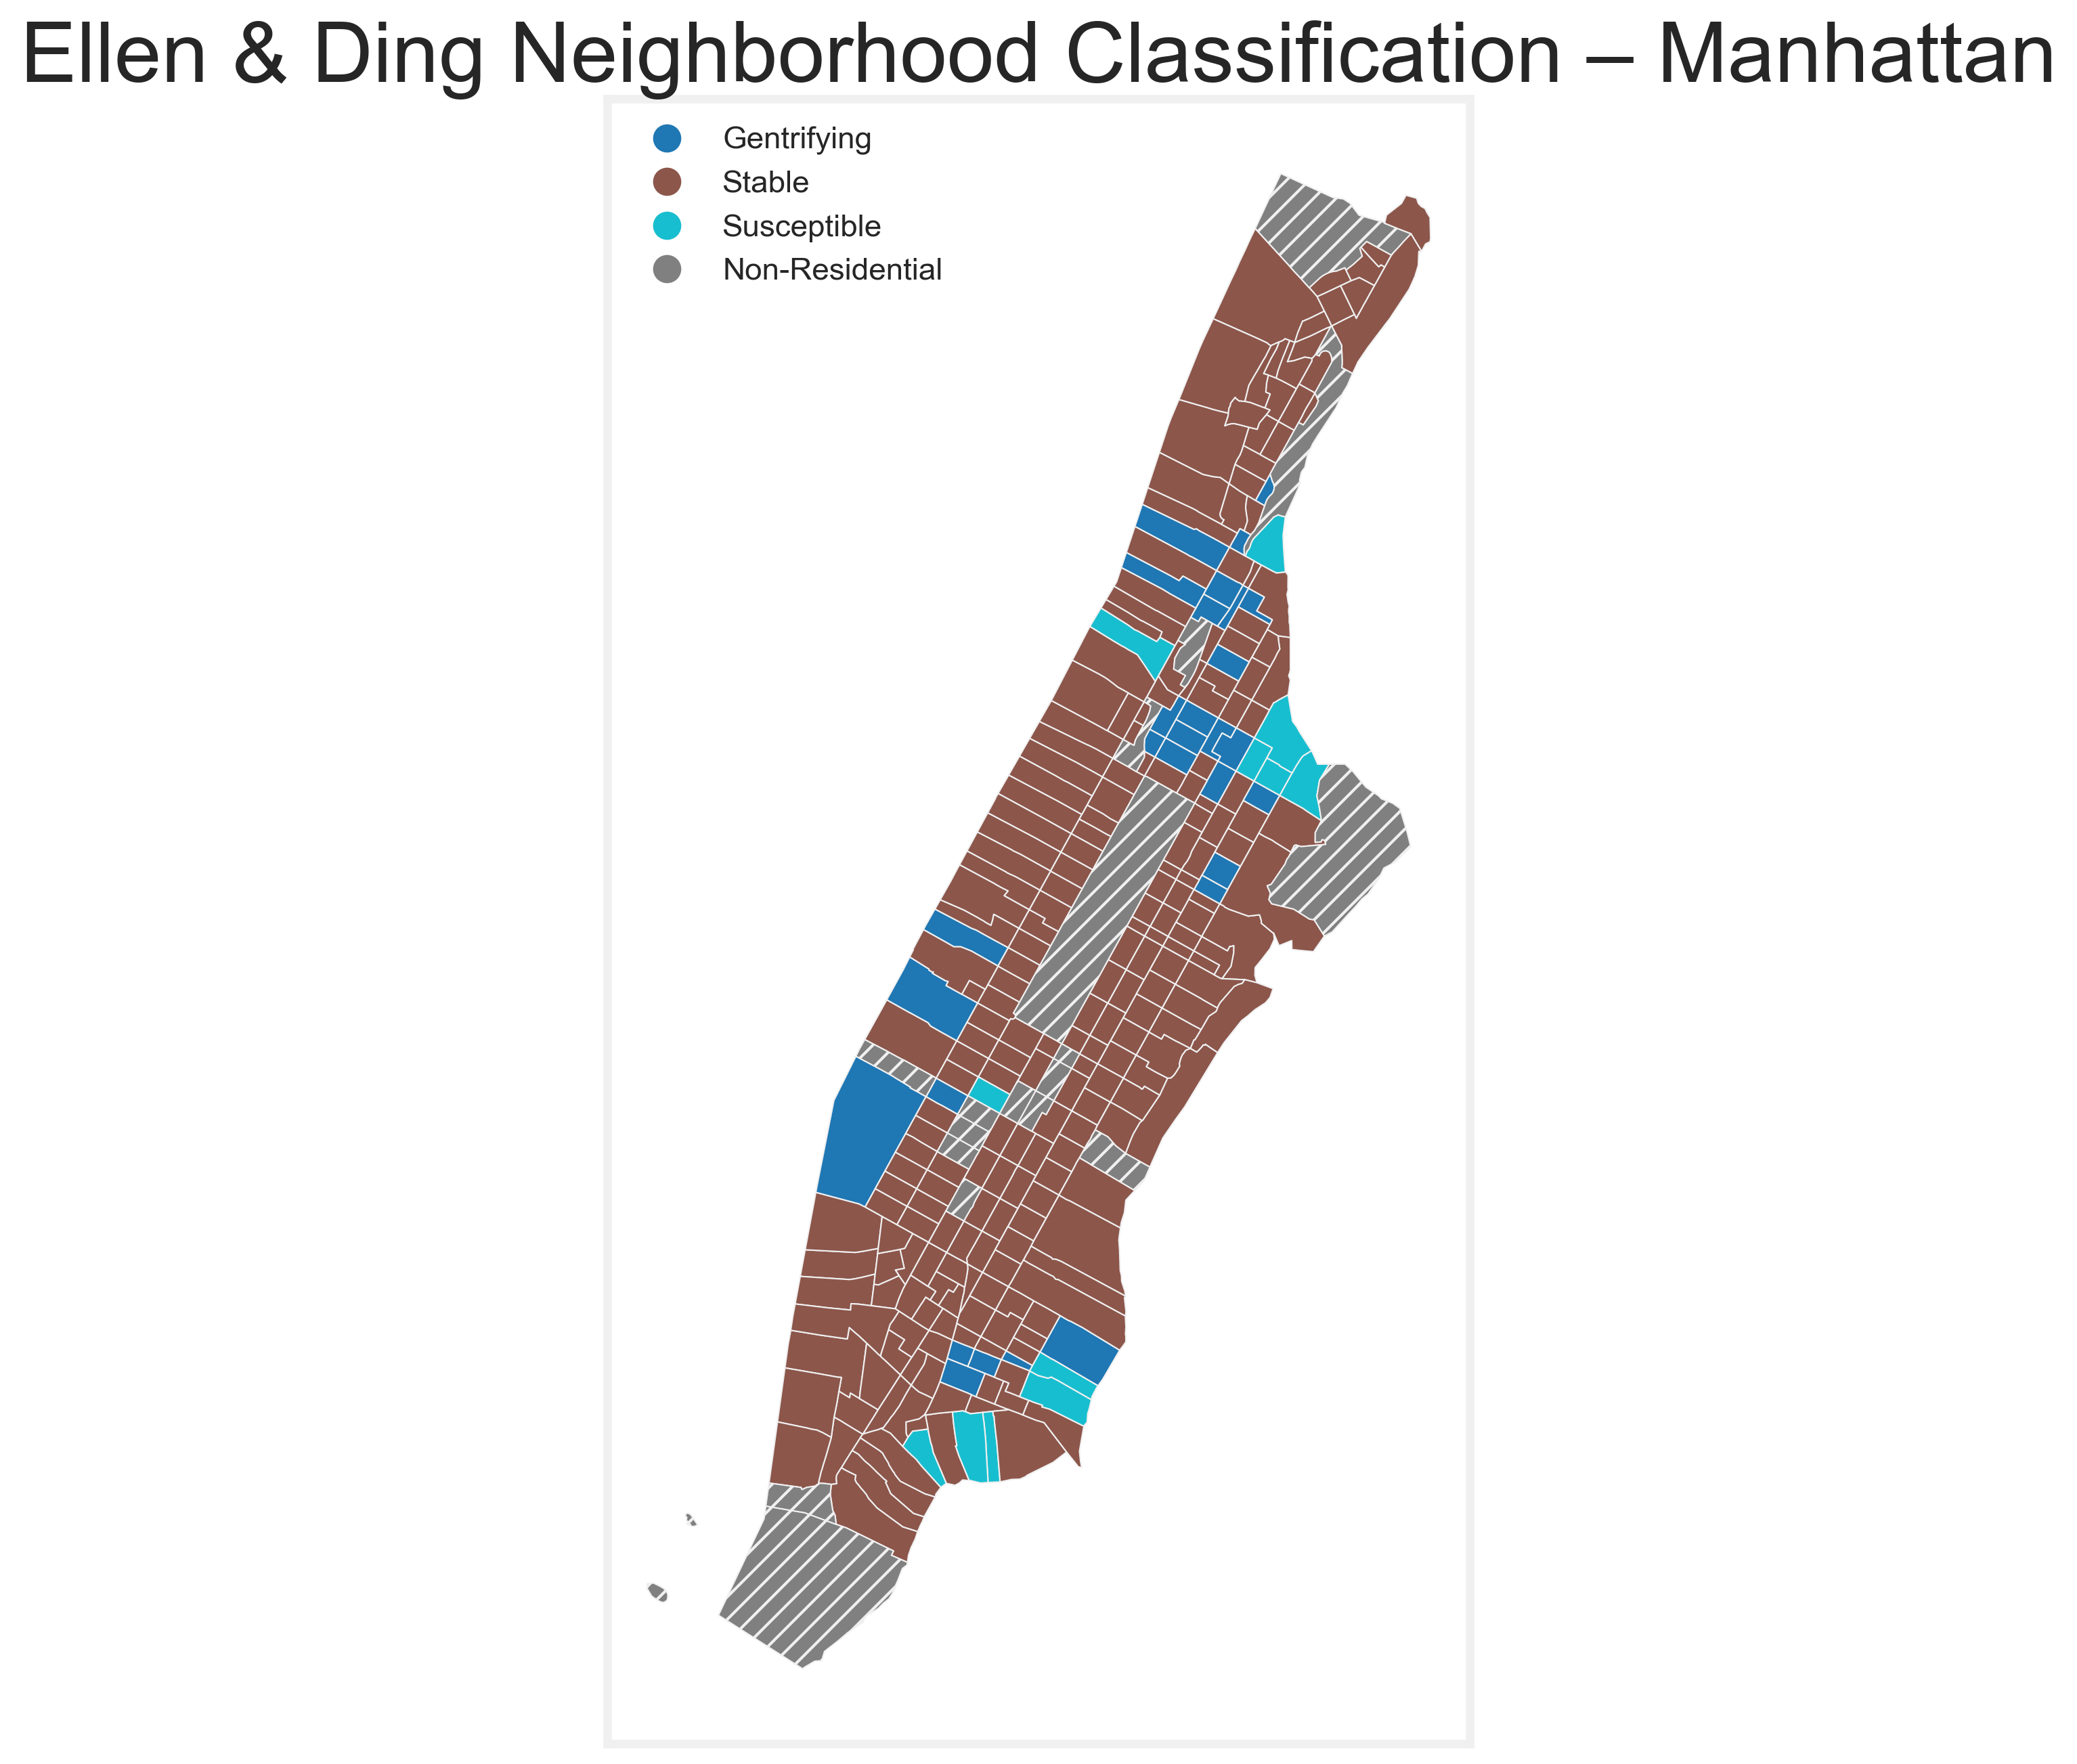 Ellen & Ding Neighborhood Classification – Manhattan
Gentrifying
Stable
Susceptible
Non-Residential